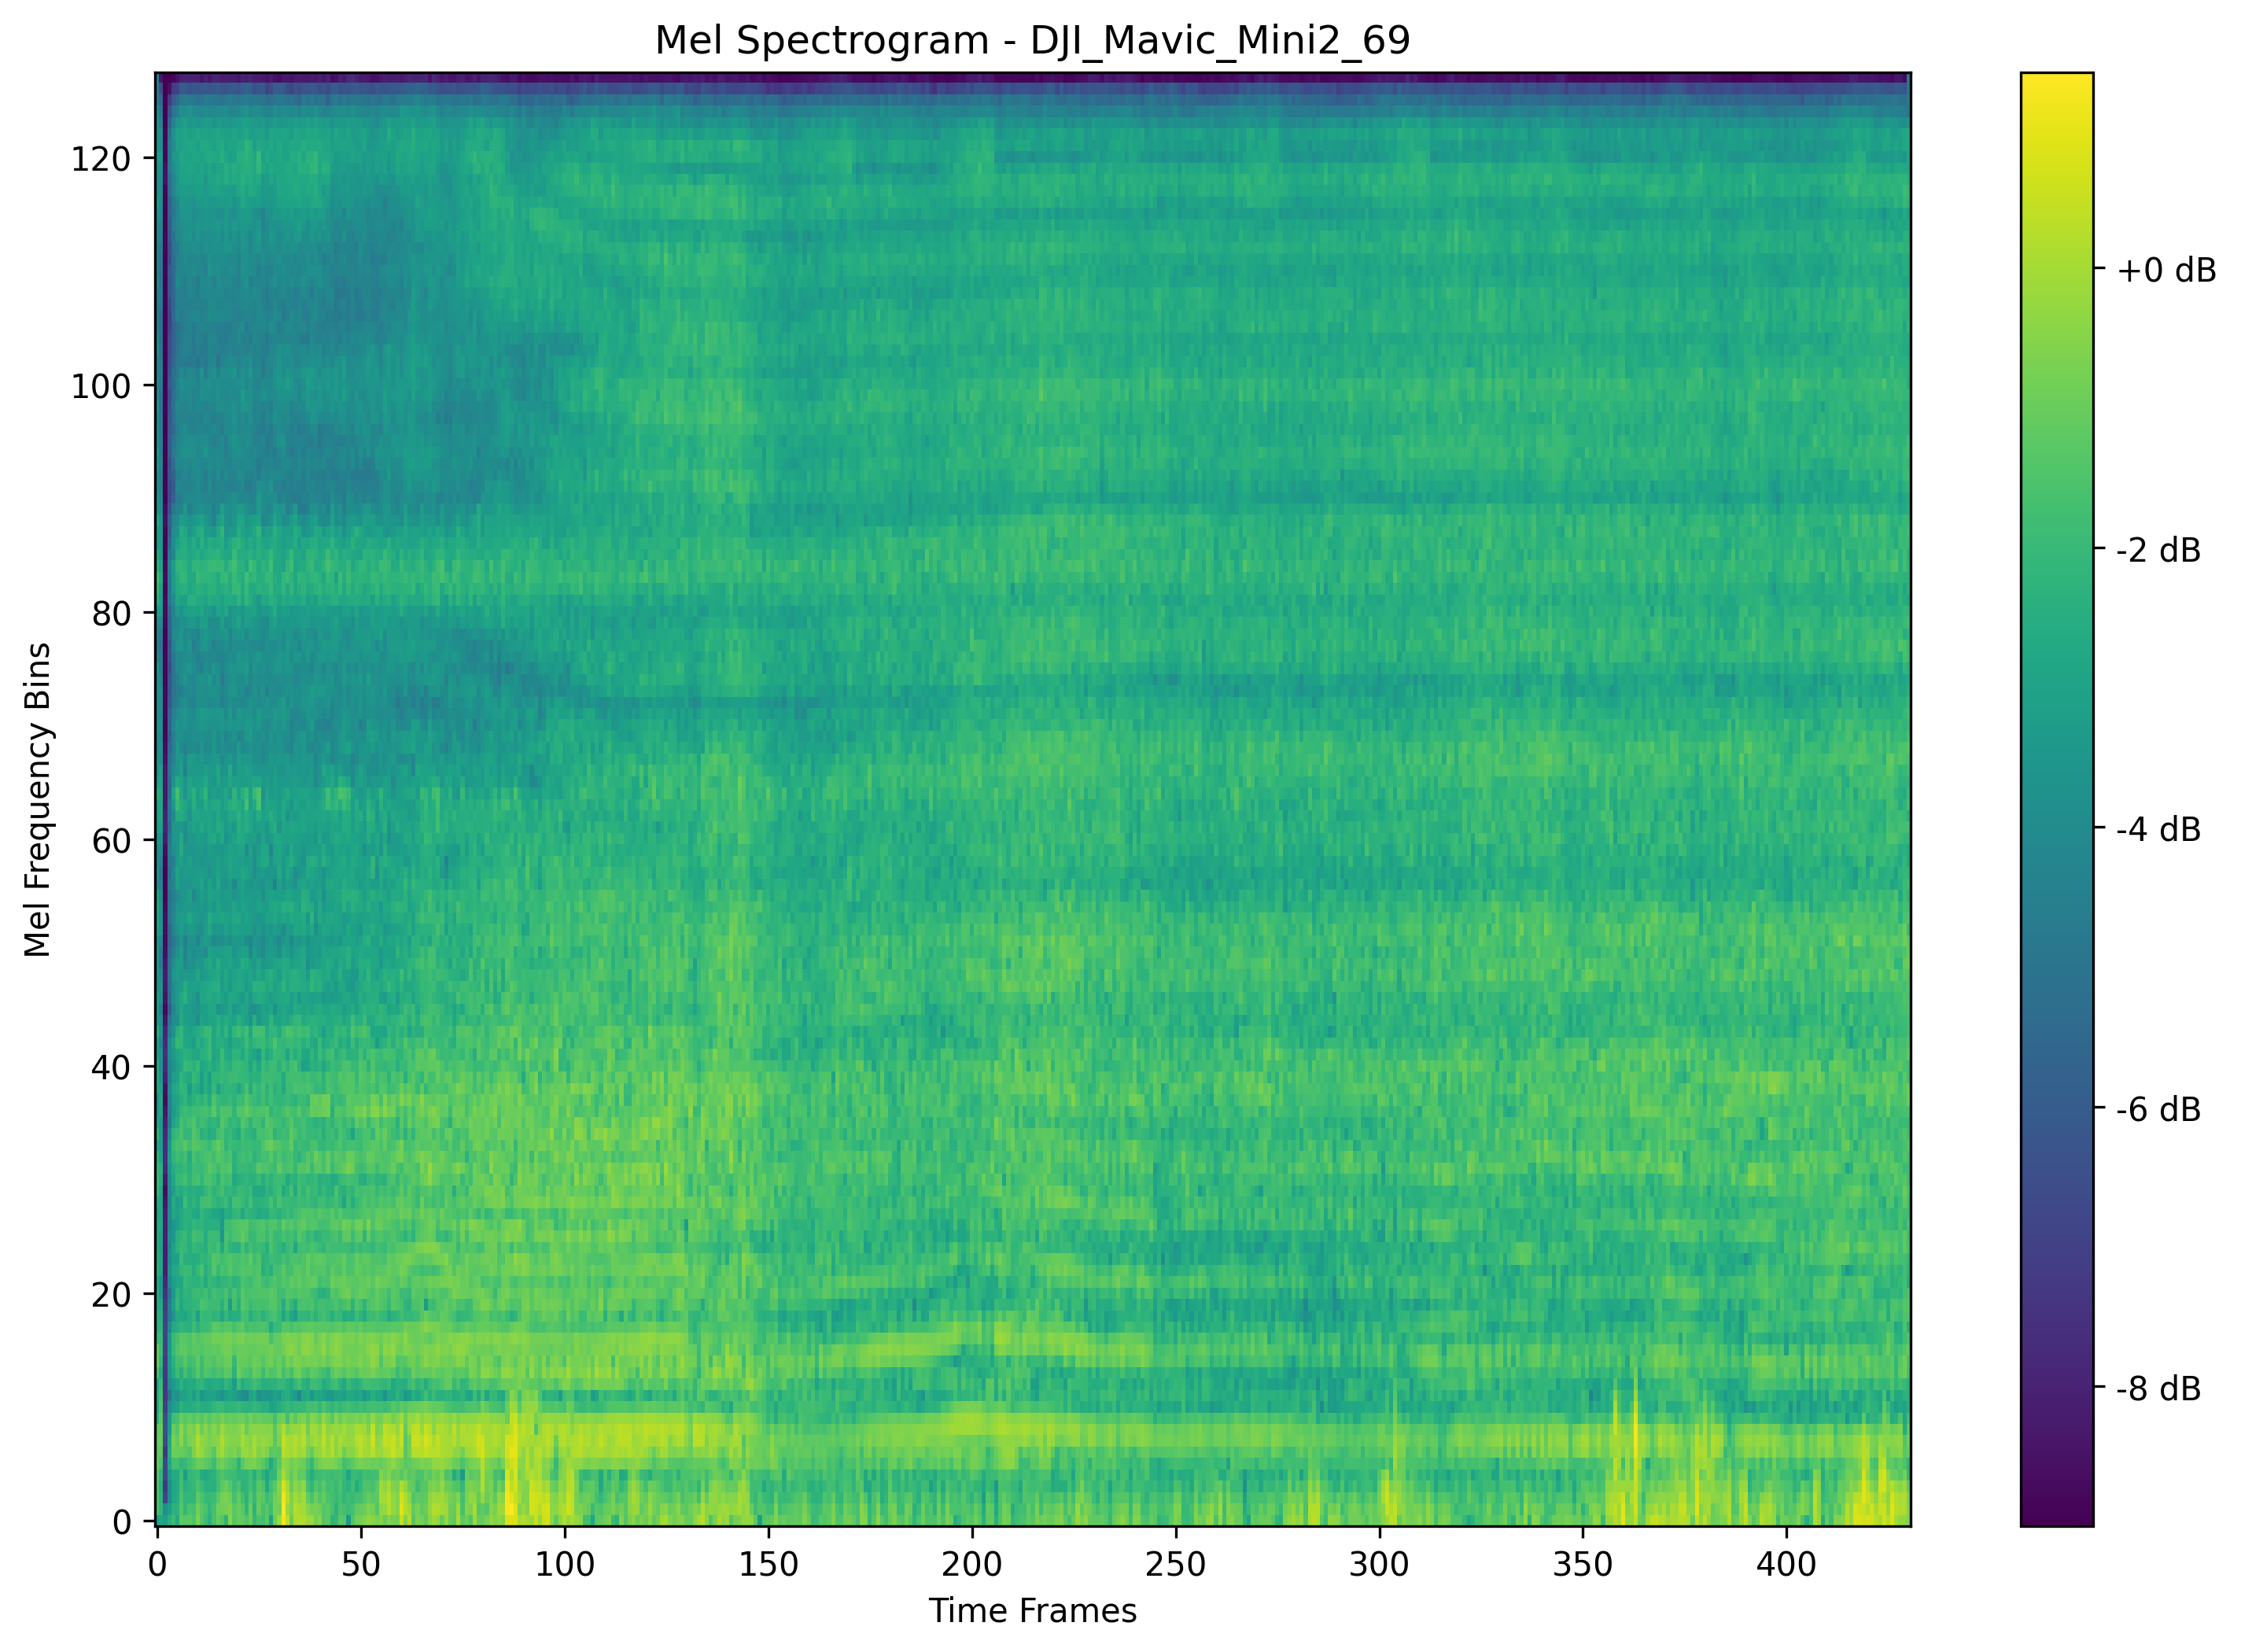 Mel Spectrogram - DJI_Mavic_Mini2_69
Mel Frequency Bins
120
100
80
60
40
20
0
0 50 100 150 200 250 300 350 400
Time Frames
+0 dB
-2 dB
-4 dB
-6 dB
-8 dB